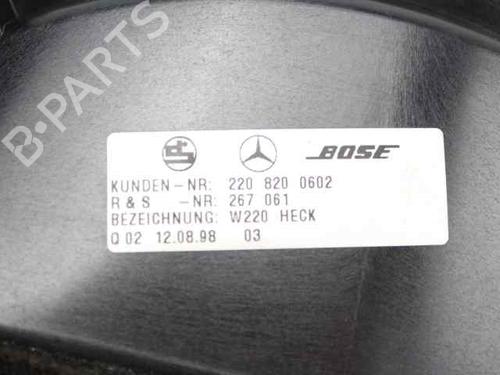 B-PARTS
BOSE
KUNDEN-NR: 220 820 0602
R & S -NR: 267 061
BEZEICHNUNG: W220 HECK
Q 02 12.08.98 03